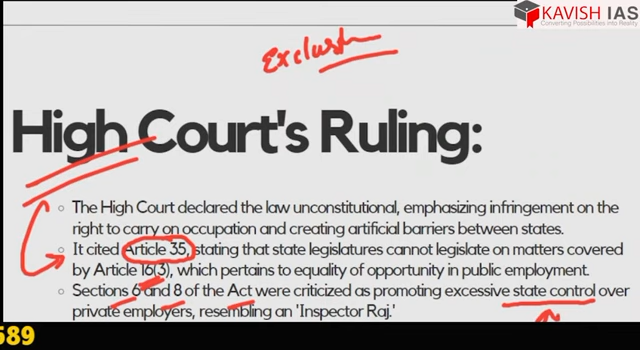 KAVISH IAS
Converting Possibilities into Reality
High Court's Ruling:
The High Court declared the law unconstitutional, emphasizing infringement on the
right to carry on occupation and creating artificial barriers between states.
It cited Article 35, stating that state legislatures cannot legislate on matters covered
by Article 16(3), which pertains to equality of opportunity in public employment.
Sections 6 and 8 of the Act were criticized as promoting excessive state control over
private employers, resembling an 'Inspector Raj.'
589